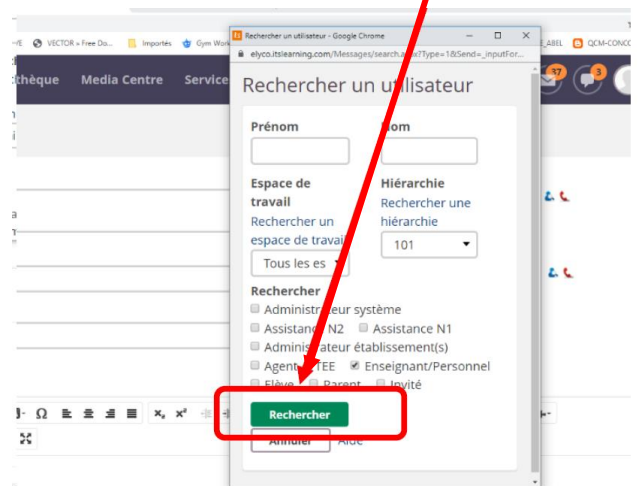 Rechercher un utilisateur - Google Chrome
VECTOR » Free Do... Importés Gym Work
QCM-CONCO
elyco.itslearning.com/Messages/search.aspx?Type=1&Send=_inputFor...
thèque Media Centre Service
37 3
Rechercher un utilisateur
Prénom Nom
Espace de travail
Hiérarchie
Rechercher un espace de travail
Rechercher une hiérarchie
Tous les es
101
Rechercher
Administrateur système
Assistance N2 Assistance N1
Administrateur établissement(s)
Agent TEE Enseignant/Personnel
Elève Parent Invité
Rechercher
Annuler Aide
Ω x₂ x²